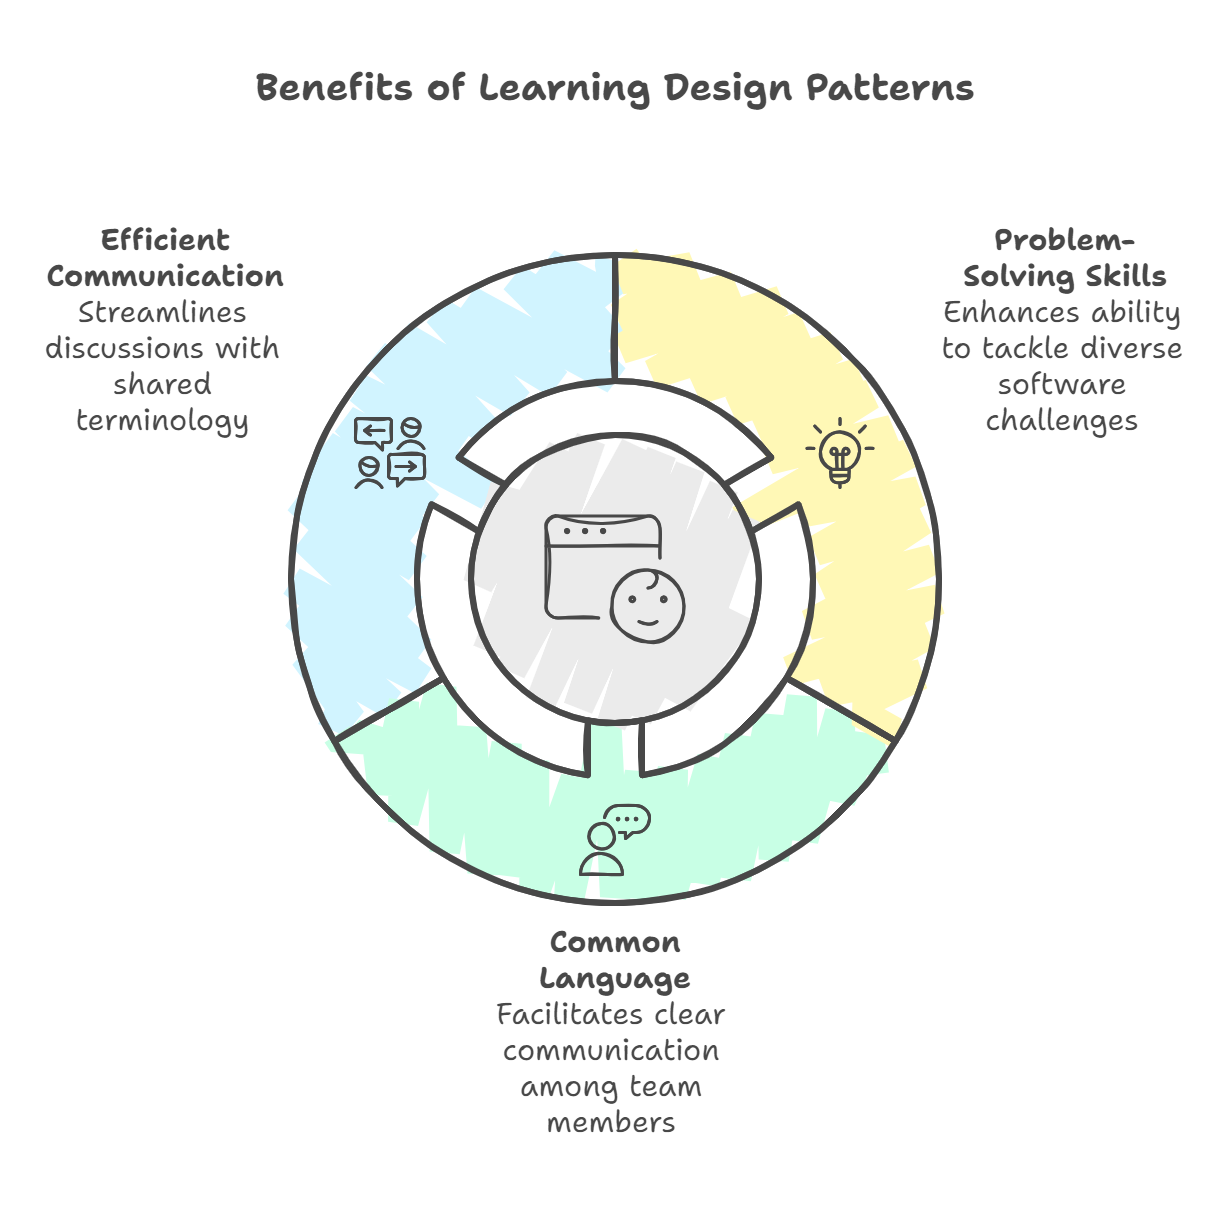 Benefits of Learning Design Patterns
Efficient
Communication
Streamlines
discussions with
shared
terminology
Problem-
Solving Skills
Enhances ability
to tackle diverse
software
challenges
Common
Language
Facilitates clear
communication
among team
members